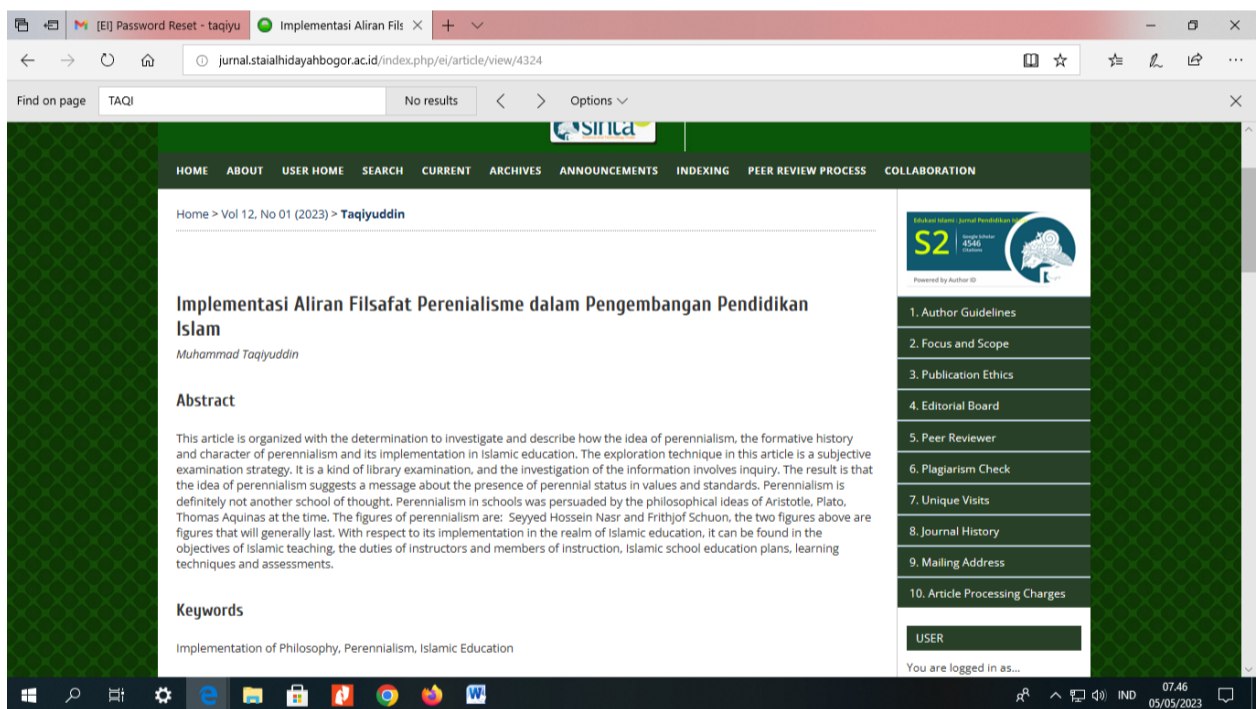 [EI] Password Reset - taqiyu
Implementasi Aliran Fils
jurnal.staialhidayahbogor.ac.id/index.php/ei/article/view/4324
Find on page TAQI No results Options
sinta
HOME ABOUT USER HOME SEARCH CURRENT ARCHIVES ANNOUNCEMENTS INDEXING PEER REVIEW PROCESS COLLABORATION
Home > Vol 12, No 01 (2023) > Taqiyuddin
Implementasi Aliran Filsafat Perenialisme dalam Pengembangan Pendidikan
Islam
Muhammad Taqiyuddin
Abstract
This article is organized with the determination to investigate and describe how the idea of perennialism, the formative history
and character of perennialism and its implementation in Islamic education. The exploration technique in this article is a subjective
examination strategy. It is a kind of library examination, and the investigation of the information involves inquiry. The result is that
the idea of perennialism suggests a message about the presence of perennial status in values and standards. Perennialism is
definitely not another school of thought. Perennialism in schools was persuaded by the philosophical ideas of Aristotle, Plato,
Thomas Aquinas at the time. The figures of perennialism are: Seyyed Hossein Nasr and Frithjof Schuon, the two figures above are
figures that will generally last. With respect to its implementation in the realm of Islamic education, it can be found in the
objectives of Islamic teaching, the duties of instructors and members of instruction, Islamic school education plans, learning
techniques and assessments.
Keywords
Implementation of Philosophy, Perennialism, Islamic Education
Edukasi Islami : Jurnal Pendidikan
S2
Google Scholar
4546
Citations
Powered by Author ID
1. Author Guidelines
2. Focus and Scope
3. Publication Ethics
4. Editorial Board
5. Peer Reviewer
6. Plagiarism Check
7. Unique Visits
8. Journal History
9. Mailing Address
10. Article Processing Charges
USER
You are logged in as...
IND
07.46
05/05/2023